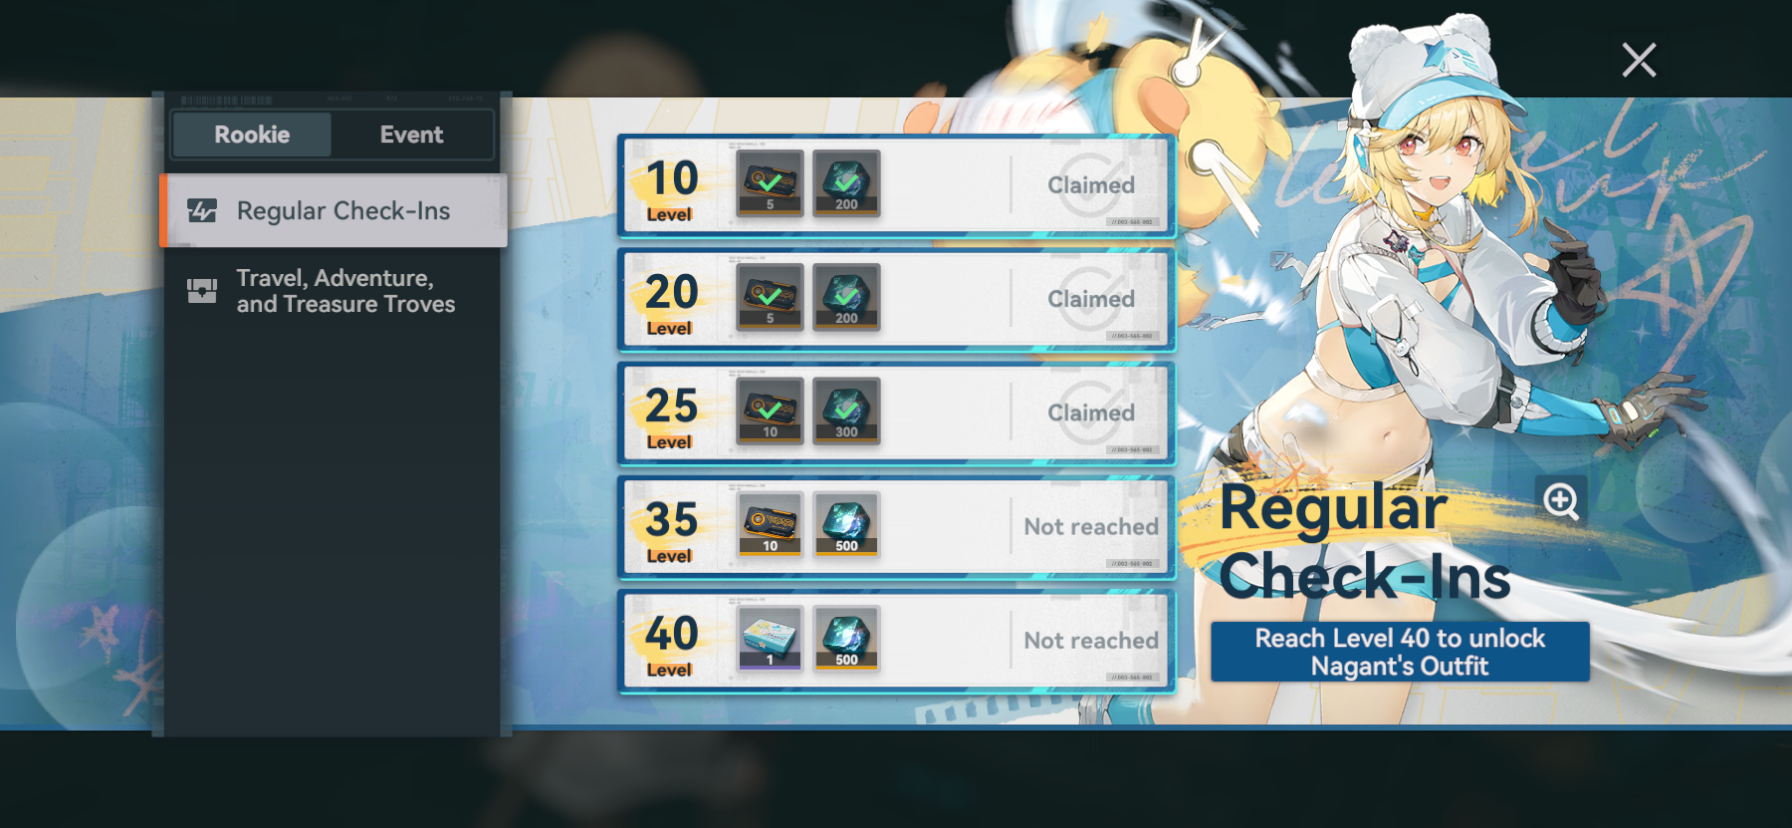 Rookie
Event
Regular Check-Ins
Travel, Adventure,
and Treasure Troves
10
Level
5
200
Claimed
20
Level
5
200
Claimed
25
Level
10
300
Claimed
35
Level
10
500
Not reached
40
Level
1
500
Not reached
Regular
Check-Ins
Reach Level 40 to unlock
Nagant's Outfit